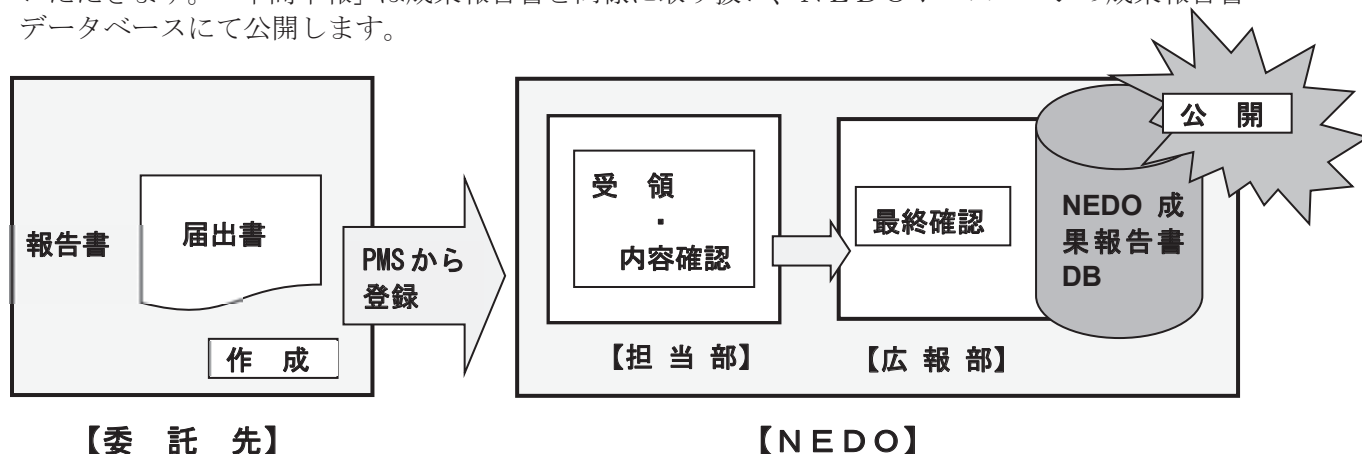 データベースにて公開します。
公　開
報告書
届出書
作　成
PMSから
登録
受　領
・
内容確認
最終確認
NEDO 成
果報告書
DB
【担 当 部】
【広 報 部】
【委　託　先】
【ＮＥＤＯ】